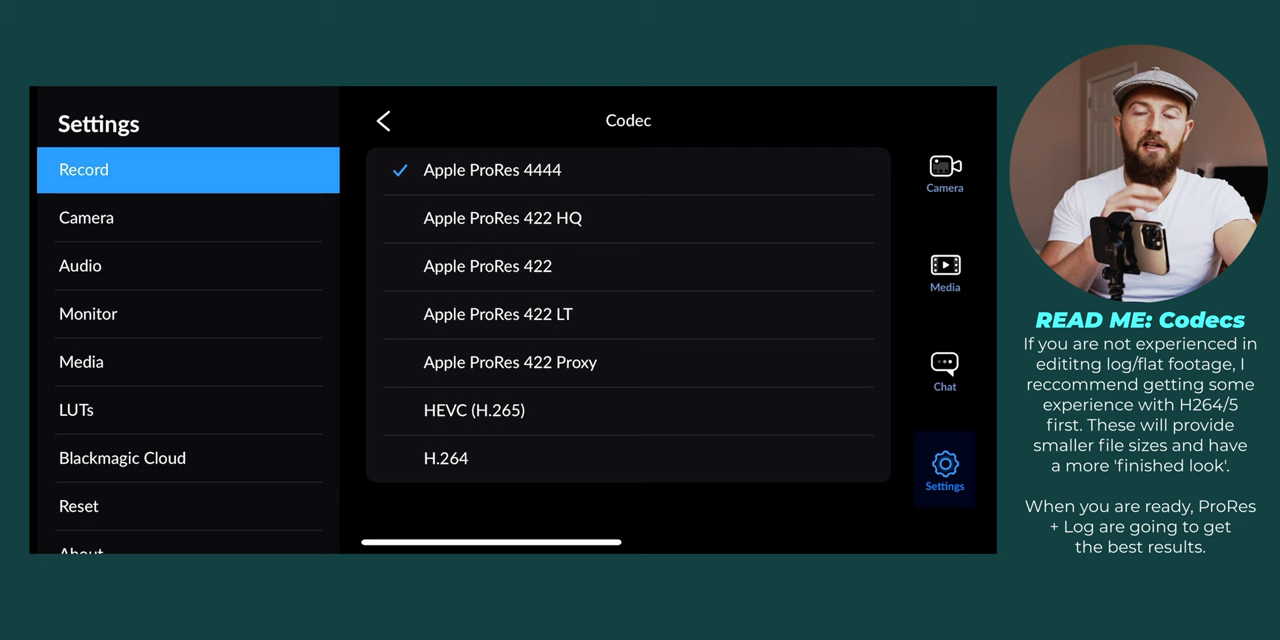 Settings
Record
Camera
Audio
Monitor
Media
LUTs
Blackmagic Cloud
Reset
About
Codec
Apple ProRes 4444
Apple ProRes 422 HQ
Apple ProRes 422
Apple ProRes 422 LT
Apple ProRes 422 Proxy
HEVC (H.265)
H.264
Camera
Media
Chat
Settings
READ ME: Codecs
If you are not experienced in
edititng log/flat footage, I
reccommend getting some
experience with H264/5
first. These will provide
smaller file sizes and have
a more 'finished look'.
When you are ready, ProRes
+ Log are going to get
the best results.